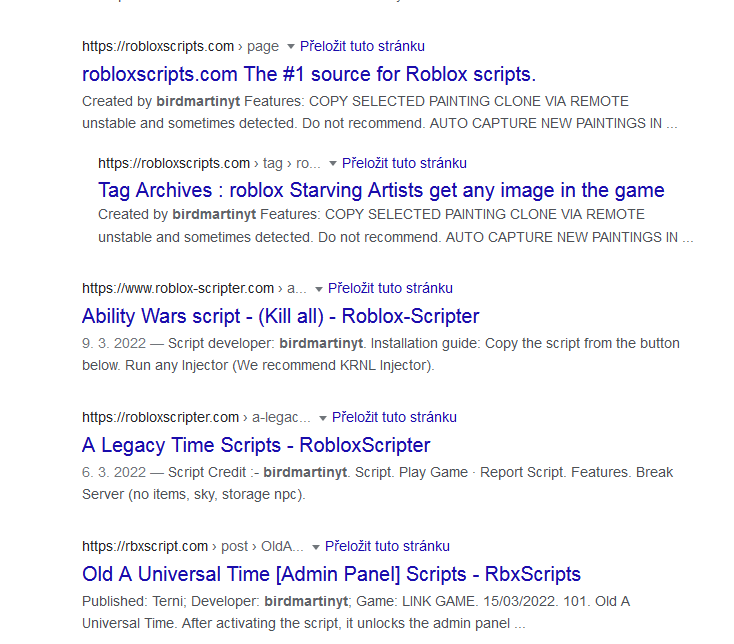 https://robloxscripts.com › page ▼ Přeložit tuto stránku
robloxscripts.com The #1 source for Roblox scripts.
Created by birdmartinyt Features: COPY SELECTED PAINTING CLONE VIA REMOTE
unstable and sometimes detected. Do not recommend. AUTO CAPTURE NEW PAINTINGS IN ...
https://robloxscripts.com › tag › ro... ▼ Přeložit tuto stránku
Tag Archives : roblox Starving Artists get any image in the game
Created by birdmartinyt Features: COPY SELECTED PAINTING CLONE VIA REMOTE
unstable and sometimes detected. Do not recommend. AUTO CAPTURE NEW PAINTINGS IN ...
https://www.roblox-scripter.com › a... ▼ Přeložit tuto stránku
Ability Wars script - (Kill all) - Roblox-Scripter
9. 3. 2022 — Script developer: birdmartinyt. Installation guide: Copy the script from the button
below. Run any Injector (We recommend KRNL Injector).
https://robloxscripter.com › a-legac... ▼ Přeložit tuto stránku
A Legacy Time Scripts - RobloxScripter
6. 3. 2022 — Script Credit :- birdmartinyt. Script. Play Game · Report Script. Features. Break
Server (no items, sky, storage npc).
https://rbxscript.com › post › OldA... ▼ Přeložit tuto stránku
Old A Universal Time [Admin Panel] Scripts - RbxScripts
Published: Terni; Developer: birdmartinyt; Game: LINK GAME. 15/03/2022. 101. Old A
Universal Time. After activating the script, it unlocks the admin panel ...